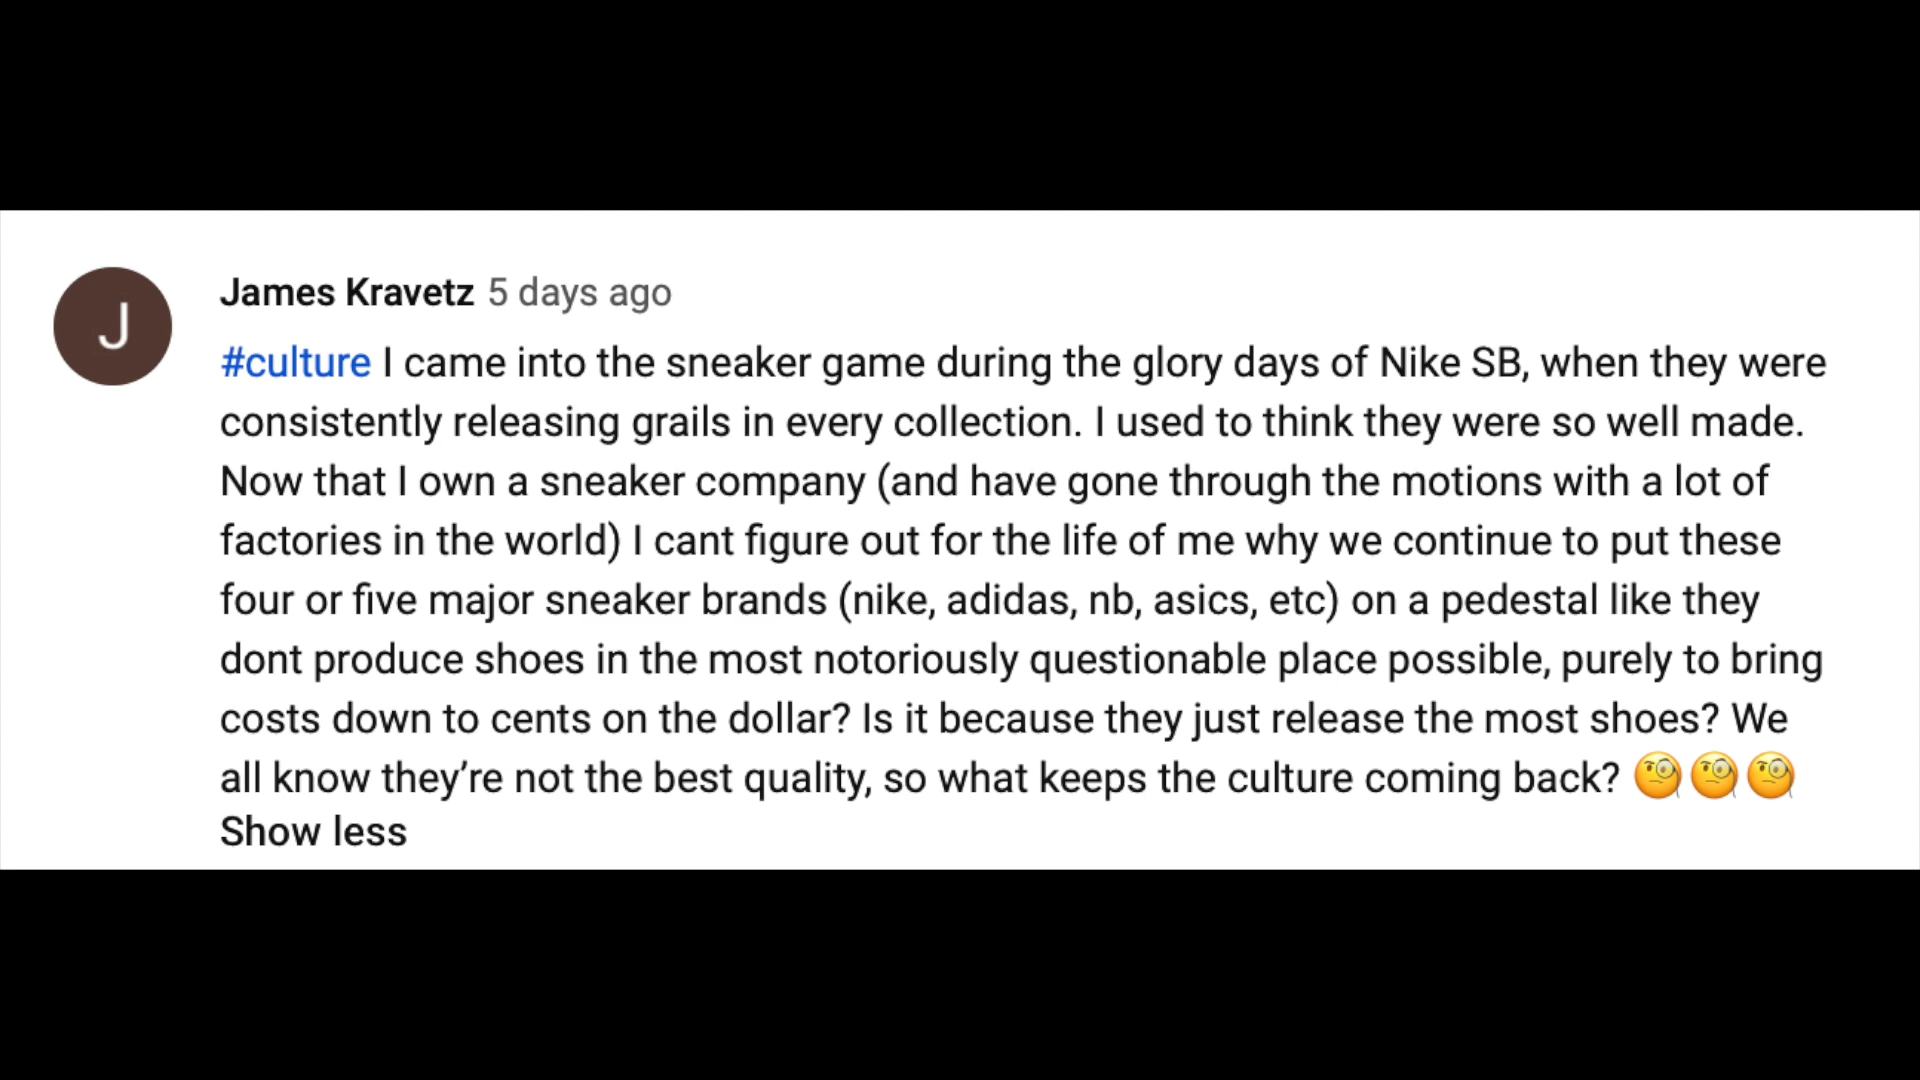 J
James Kravetz 5 days ago
#culture I came into the sneaker game during the glory days of Nike SB, when they were
consistently releasing grails in every collection. I used to think they were so well made.
Now that I own a sneaker company (and have gone through the motions with a lot of
factories in the world) I cant figure out for the life of me why we continue to put these
four or five major sneaker brands (nike, adidas, nb, asics, etc) on a pedestal like they
dont produce shoes in the most notoriously questionable place possible, purely to bring
costs down to cents on the dollar? Is it because they just release the most shoes? We
all know they’re not the best quality, so what keeps the culture coming back? 🧐🧐🧐
Show less